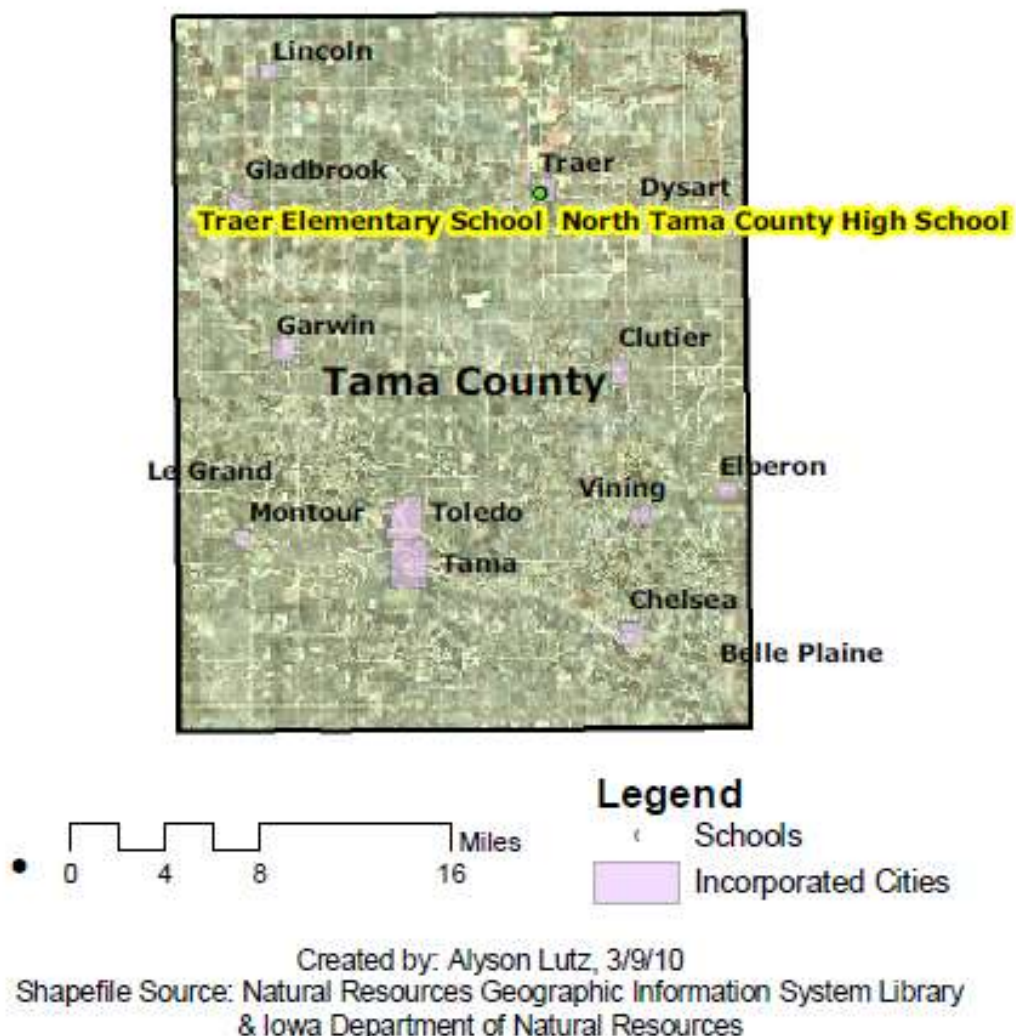 Lincoln
Gladbrook
Traer
Dysart
Traer Elementary School North Tama County High School
Garwin
Clutier
Tama County
Le Grand
Elberon
Vining
Montour
Toledo
Tama
Chelsea
Belle Plaine
Legend
Miles
Schools
0 4 8 16
Incorporated Cities
Created by: Alyson Lutz, 3/9/10
Shapefile Source: Natural Resources Geographic Information System Library
& Iowa Department of Natural Resources